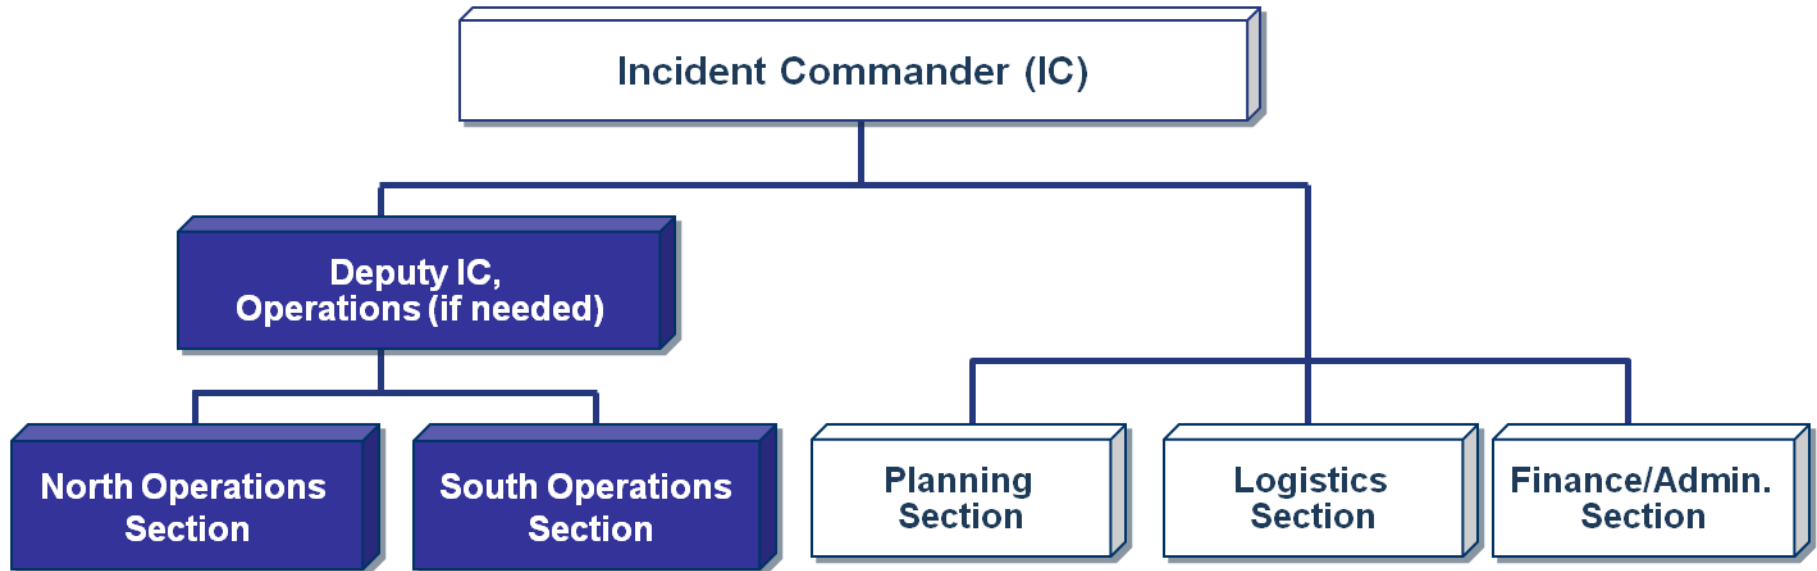 Incident Commander (IC)
Deputy IC,
Operations (if needed)
North Operations
Section
South Operations
Section
Planning
Section
Logistics
Section
Finance/Admin.
Section